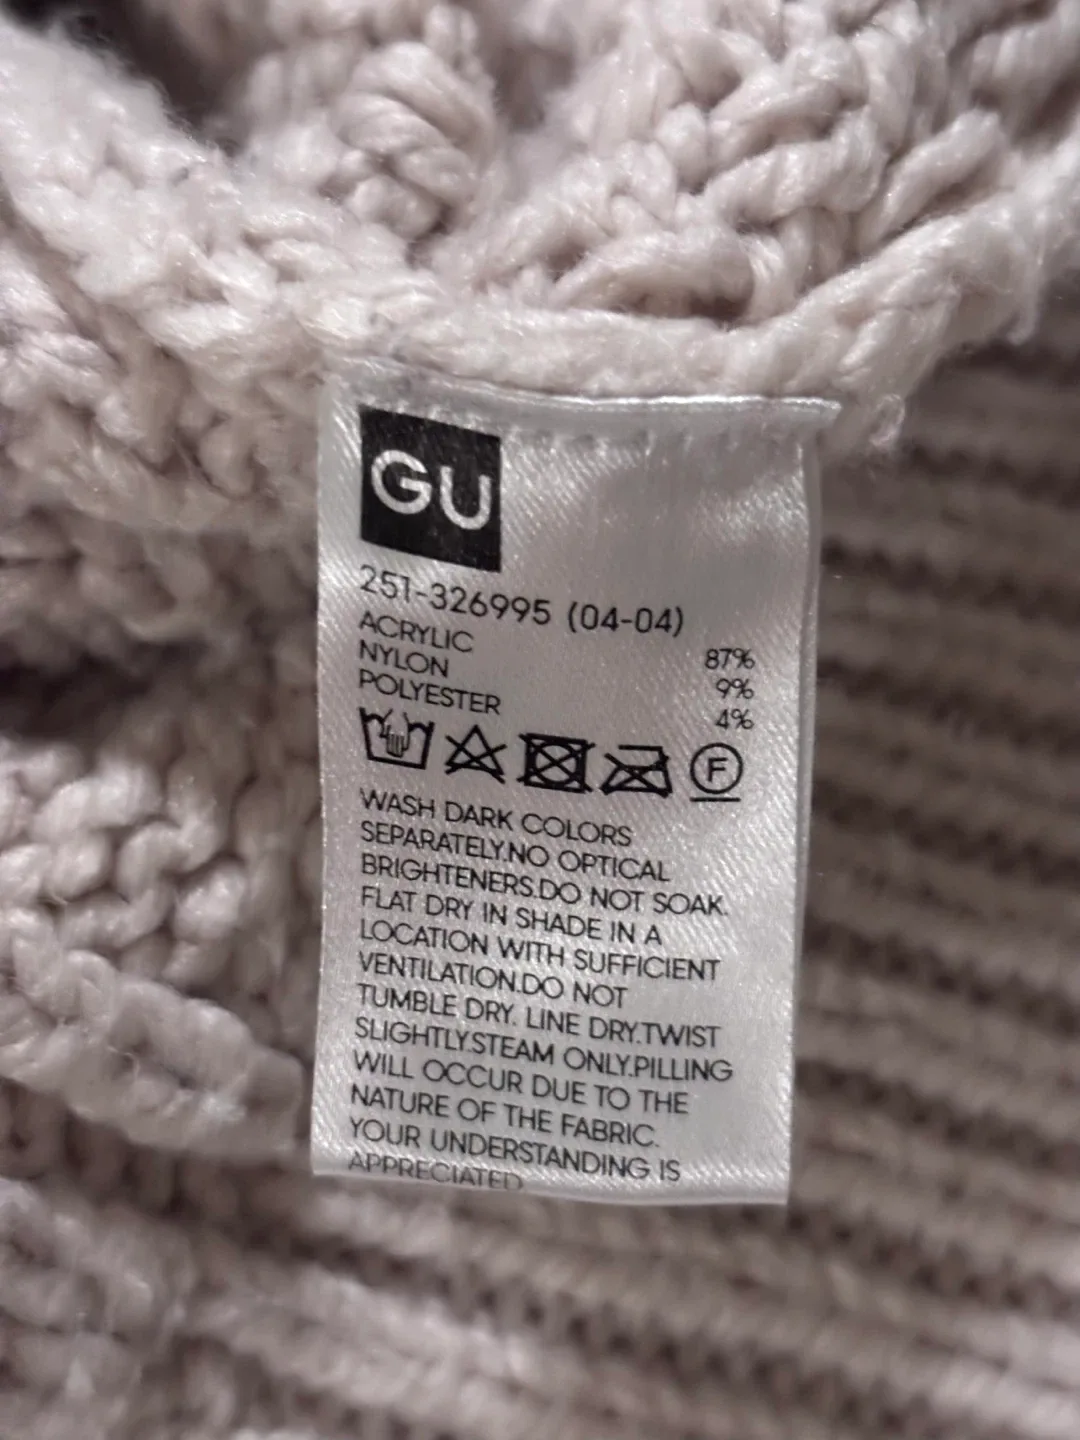 GU
251-326995 (04-04)
ACRYLIC 87%
NYLON 9%
POLYESTER 4%
F
WASH DARK COLORS
SEPARATELY.NO OPTICAL
BRIGHTENERS.DO NOT SOAK.
FLAT DRY IN SHADE IN A
LOCATION WITH SUFFICIENT
VENTILATION.DO NOT
TUMBLE DRY. LINE DRY.TWIST
SLIGHTLY.STEAM ONLY.PILLING
WILL OCCUR DUE TO THE
NATURE OF THE FABRIC.
YOUR UNDERSTANDING IS
APPRECIATED